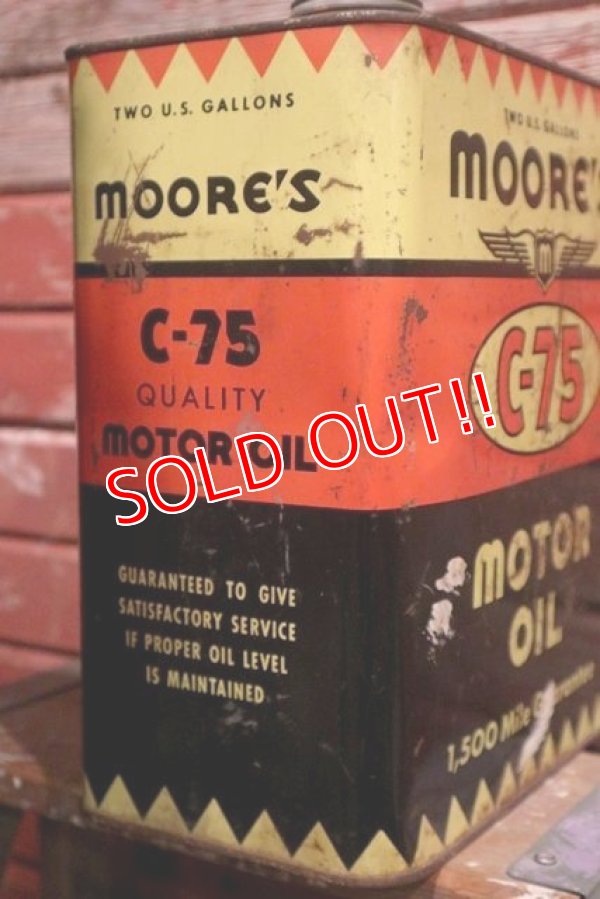 TWO U.S. GALLONS
MOORE'S
C-75
QUALITY
MOTOR OIL
GUARANTEED TO GIVE
SATISFACTORY SERVICE
IF PROPER OIL LEVEL
IS MAINTAINED
TWO U.S. GALLONS
MOORE'S
M
C-75
MOTOR
OIL
1,500 Mile Guarantee
SOLD OUT!!